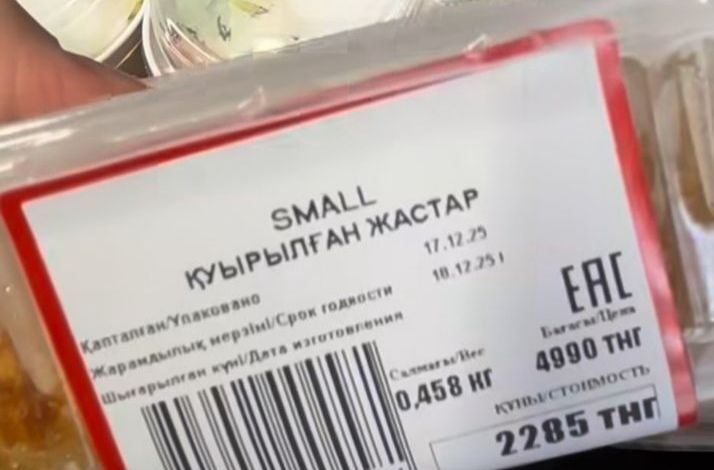 SMALL
ҚУЫРЫЛҒАН ЖАСТАР
Қапталған/Упаковано 17.12.25
Жарамдылық мерзімі/Срок годности 18.12.25
Шығарылған күні/Дата изготовления
EAC
Салмағы/Вес
0,458 КГ
Бағасы/Цена
4990 ТНГ
ҚҰНЫ/СТОИМОСТЬ
2285 ТНГ